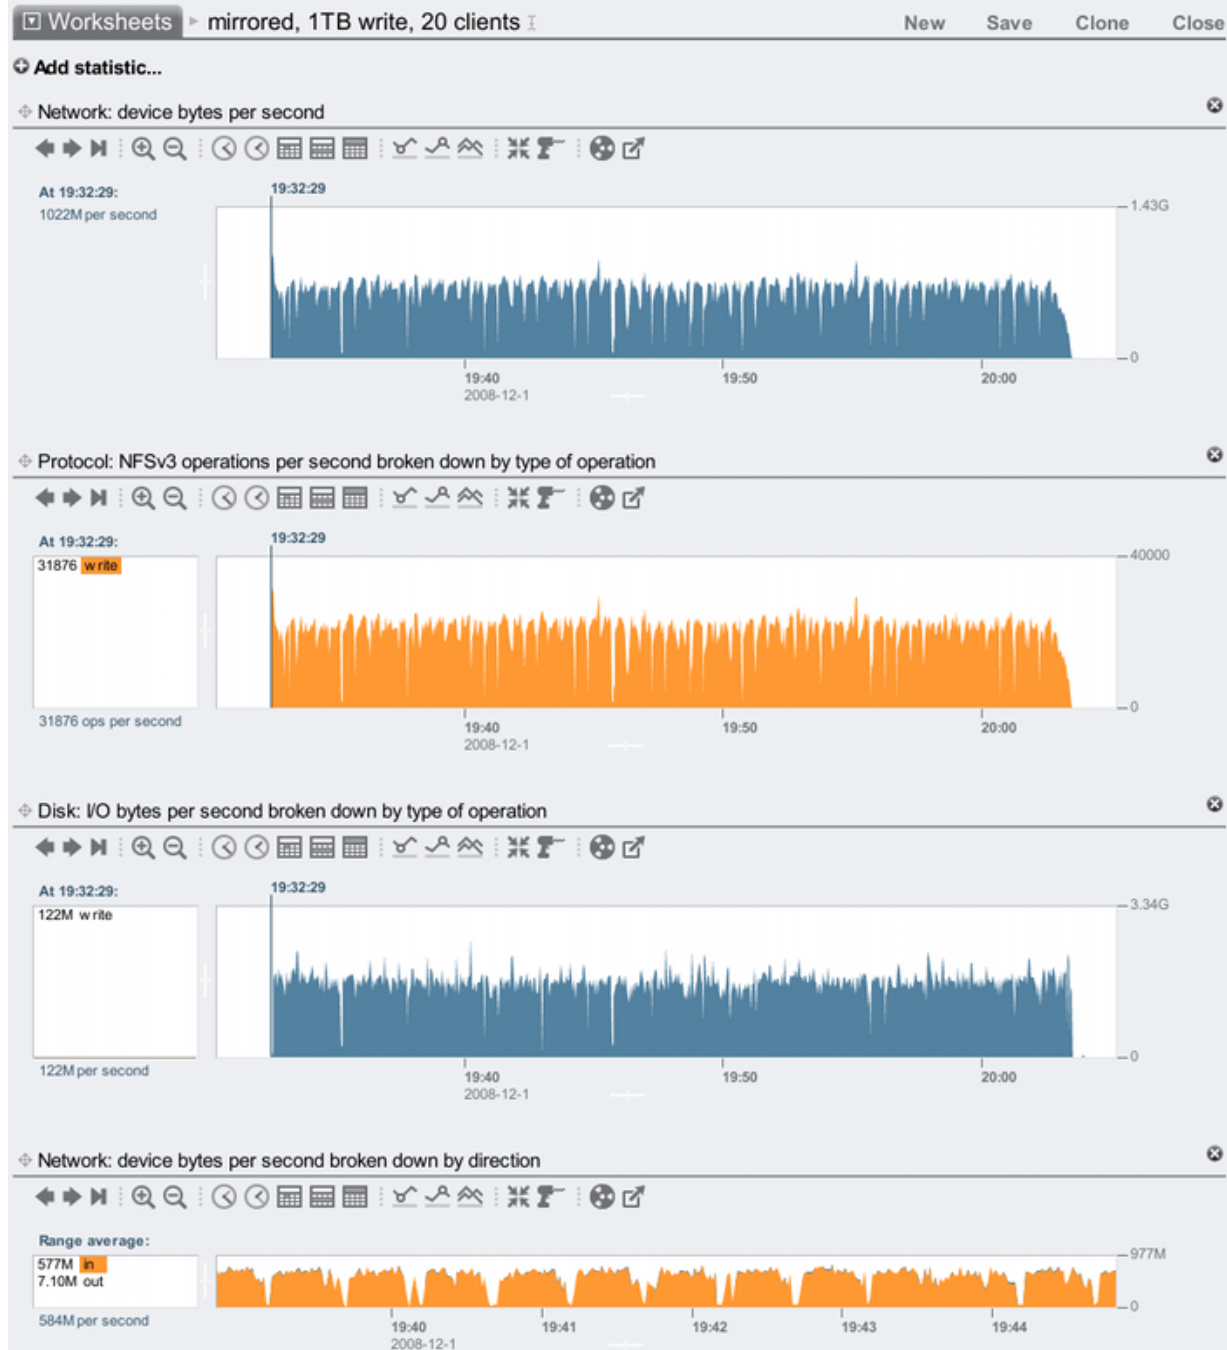 Worksheets mirrored, 1TB write, 20 clients New Save Clone Close
Add statistic...
Network: device bytes per second
At 19:32:29:
1022M per second
19:32:29
1.43G
0
19:40 19:50 20:00
2008-12-1
Protocol: NFSv3 operations per second broken down by type of operation
At 19:32:29:
31876 write
31876 ops per second
19:32:29
40000
0
19:40 19:50 20:00
2008-12-1
Disk: I/O bytes per second broken down by type of operation
At 19:32:29:
122M write
122M per second
19:32:29
3.34G
0
19:40 19:50 20:00
2008-12-1
Network: device bytes per second broken down by direction
Range average:
577M in
7.10M out
584M per second
977M
0
19:40 19:41 19:42 19:43 19:44
2008-12-1